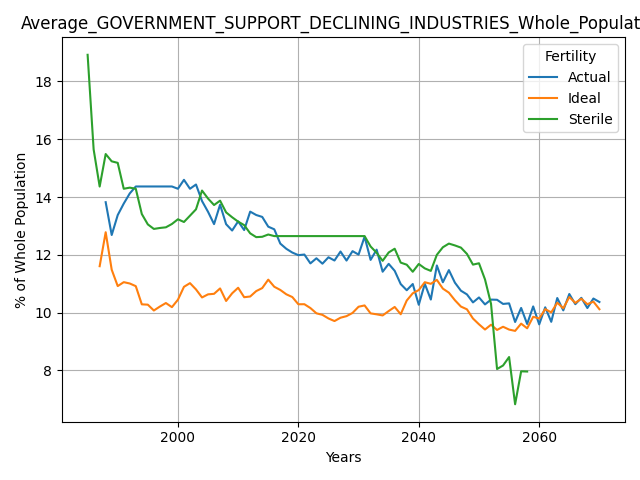 Average_GOVERNMENT_SUPPORT_DECLINING_INDUSTRIES_Whole_Populat
Fertility
Actual
Ideal
Sterile
% of Whole Population
18
16
14
12
10
8
2000 2020 2040 2060
Years